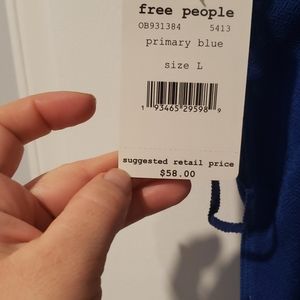 free people
OB931384 5413
primary blue
size L
1 93465 29598 9
suggested retail price
$58.00